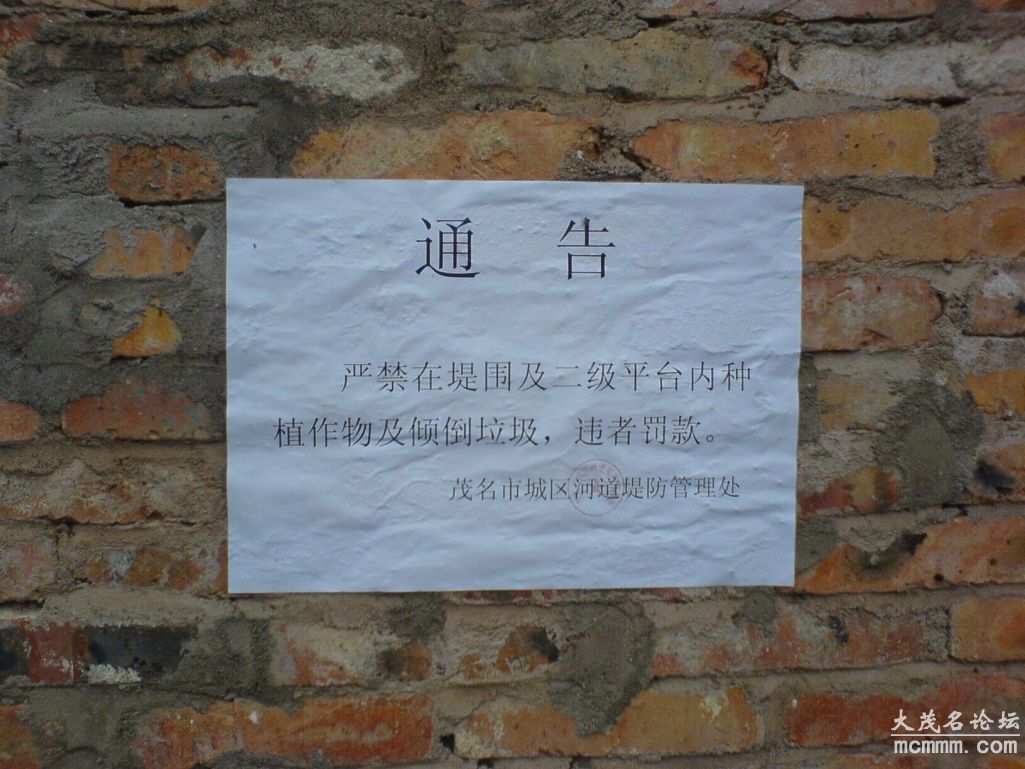 通 告
严禁在堤围及二级平台内种
植作物及倾倒垃圾，违者罚款。
茂名市城区河道堤防管理处
大茂名论坛
mcmmm.com